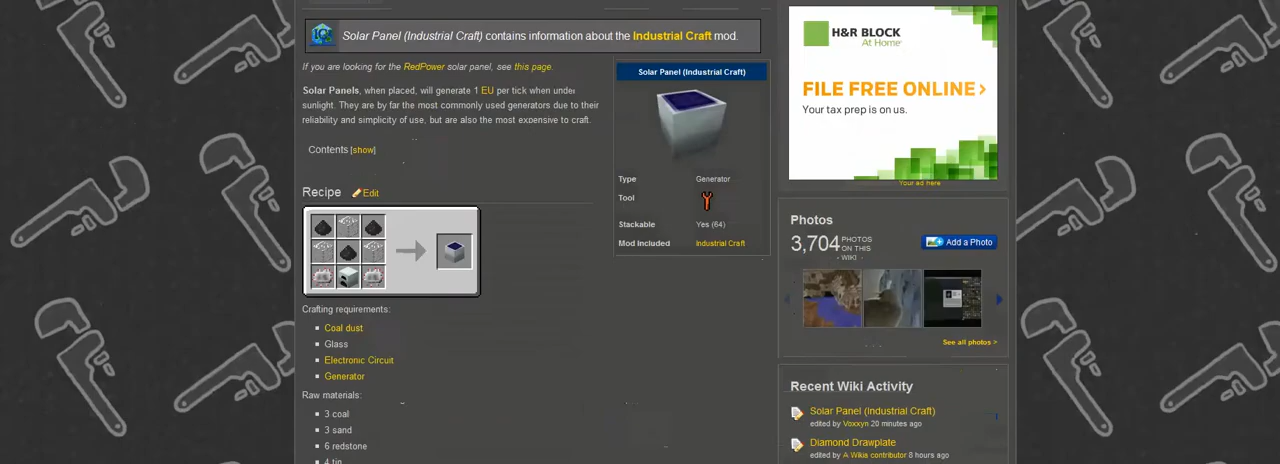 Solar Panel (Industrial Craft) contains information about the Industrial Craft mod.
If you are looking for the RedPower solar panel, see this page.
Solar Panels, when placed, will generate 1 EU per tick when under
sunlight. They are by far the most commonly used generators due to their
reliability and simplicity of use, but are also the most expensive to craft.
Contents [show]
Recipe Edit
Crafting requirements:
Coal dust
Glass
Electronic Circuit
Generator
Raw materials:
3 coal
3 sand
6 redstone
4 tin
Solar Panel (Industrial Craft)
Type Generator
Tool
Stackable Yes (64)
Mod Included Industrial Craft
H&R BLOCK
At Home
FILE FREE ONLINE >
Your tax prep is on us.
Your ad here
Photos
3,704 PHOTOS
ON THIS
- WIKI -
Add a Photo
See all photos >
Recent Wiki Activity
Solar Panel (Industrial Craft)
edited by Voxxyn 20 minutes ago
Diamond Drawplate
edited by A Wikia contributor 8 hours ago